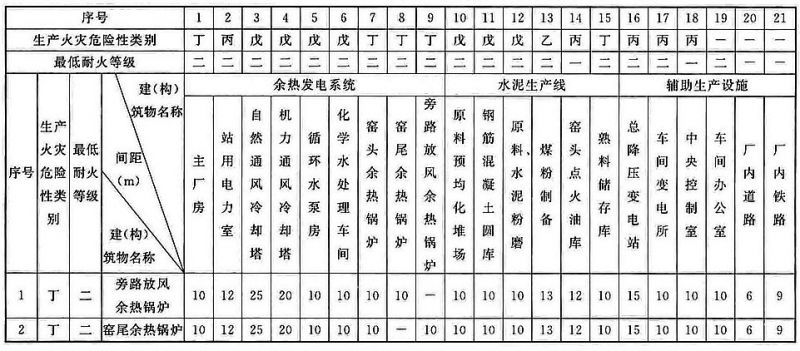 序号 1 2 3 4 5 6 7 8 9 10 11 12 13 14 15 16 17 18 19 20 21
生产火灾危险性类别 丁 丙 戊 戊 戊 戊 丁 丁 丁 戊 戊 戊 乙 丙 丁 丙 丙 丙 — — —
最低耐火等级 二 二 二 二 二 二 二 二 二 二 二 二 二 一 二 二 二 一 二 — —
序号
生产
火灾
危险
性类
别
最低
耐火
等级
建(构)
筑物名称
间距
(m)
建(构)
筑物名称
余热发电系统
水泥生产线
辅助生产设施
主厂房
站用电力室
自然通风冷却塔
机力通风冷却塔
循环水泵房
化学水处理车间
窑头余热锅炉
窑尾余热锅炉
旁路放风余热锅炉
原料预均化堆场
钢筋混凝土圆库
原料、水泥粉磨
煤粉制备
窑头点火油库
熟料储存库
总降压变电站
车间变电所
中央控制室
车间办公室
厂内道路
厂内铁路
1 丁 二 旁路放风
余热锅炉 10 12 25 20 10 10 10 10 — 10 10 10 13 12 10 15 10 10 10 6 9
2 丁 二 窑尾余热锅炉 10 12 25 20 10 10 10 — 10 10 10 10 13 12 10 15 10 10 10 6 9